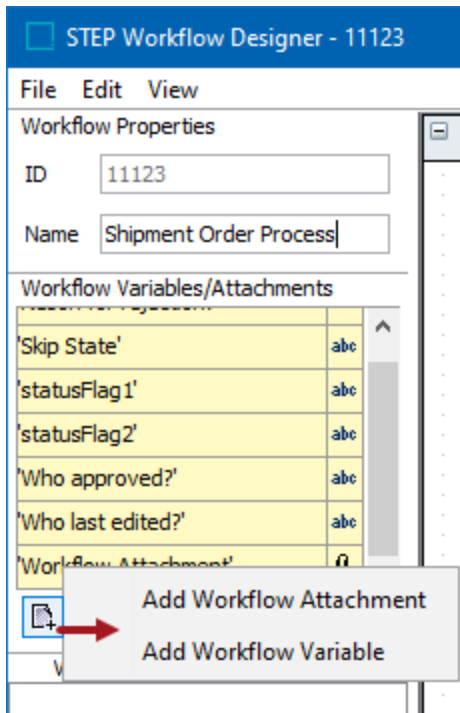 STEP Workflow Designer - 11123
File Edit View
Workflow Properties
ID 11123
Name Shipment Order Process
Workflow Variables/Attachments
'Skip State' abc
'statusFlag1' abc
'statusFlag2' abc
'Who approved?' abc
'Who last edited?' abc
'Workflow Attachment'
Add Workflow Attachment
Add Workflow Variable